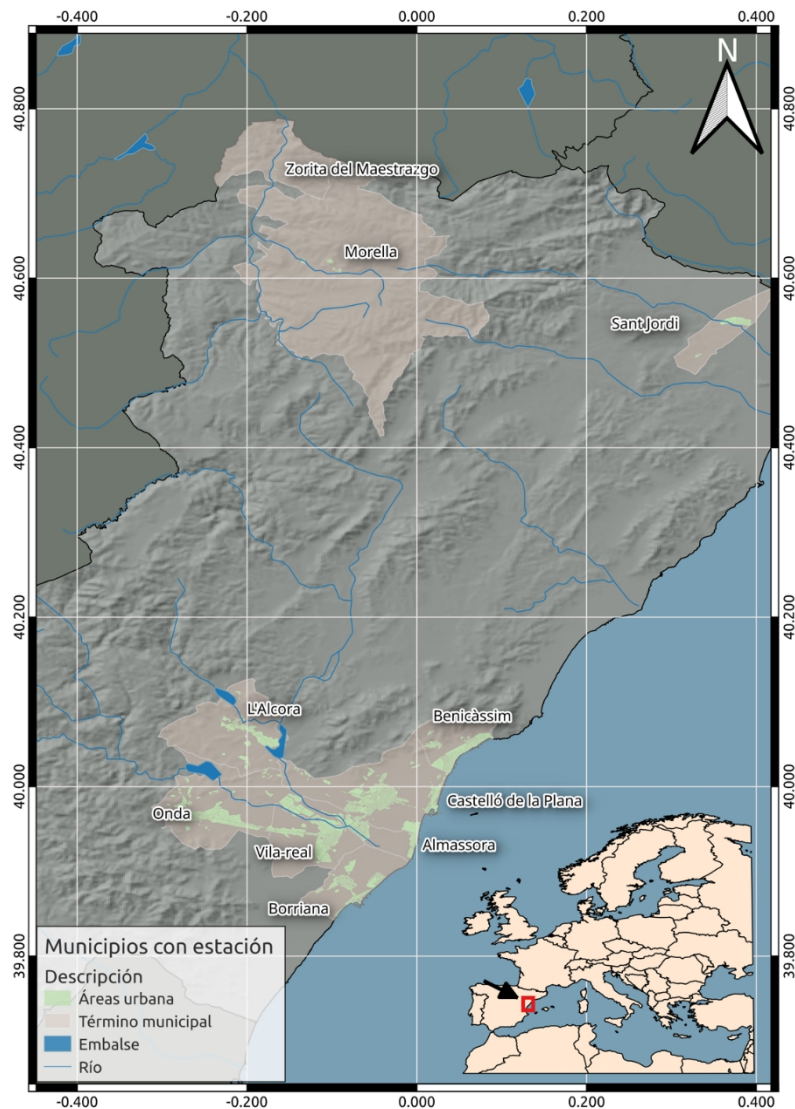 -0.400 -0.200 0.000 0.200 0.400
N
40.800 40.800
Zorita del Maestrazgo
Morella
40.600 40.600
Sant Jordi
40.400 40.400
40.200 40.200
L'Alcora
Benicàssim
40.000 40.000
Castelló de la Plana
Onda
Almassora
Vila-real
Borriana
39.800 39.800
Municipios con estación
Descripción
Áreas urbana
Término municipal
Embalse
Río
-0.400 -0.200 0.000 0.200 0.400